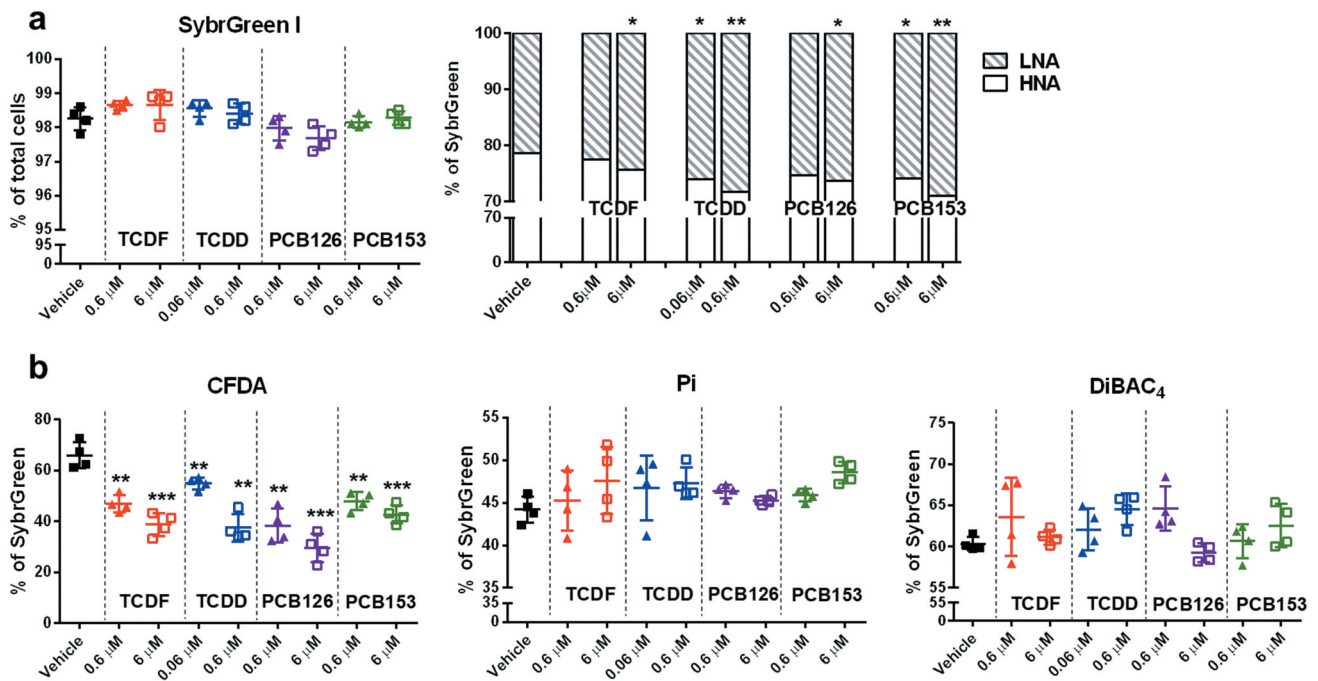 a
SybrGreen I
% of total cells
99
98
97
96
95
95
0
TCDF TCDD PCB126 PCB153
Vehicle 0.6 µM 6 µM 0.06 µM 0.6 µM 0.6 µM 6 µM 0.6 µM 6 µM
* * ** * * **
% of SybrGreen
100
90
80
70
70
0
TCDF TCDD PCB126 PCB153
Vehicle 0.6µM 6µM 0.06µM 0.6µM 0.6µM 6µM 0.6µM 6µM
LNA
HNA
b
CFDA
% of SybrGreen
80
60
40
20
0
** *** ** ** ** *** ** ***
TCDF TCDD PCB126 PCB153
Vehicle 0.6 µM 6 µM 0.06 µM 0.6 µM 0.6 µM 6 µM 0.6 µM 6 µM
Pi
% of SybrGreen
55
50
45
40
35
35
0
TCDF TCDD PCB126 PCB153
Vehicle 0.6 µM 6 µM 0.06 µM 0.6 µM 0.6 µM 6 µM 0.6 µM 6 µM
DiBAC4
% of SybrGreen
75
70
65
60
55
55
0
TCDF TCDD PCB126 PCB153
Vehicle 0.6 µM 6 µM 0.06 µM 0.6 µM 0.6 µM 6 µM 0.6 µM 6 µM